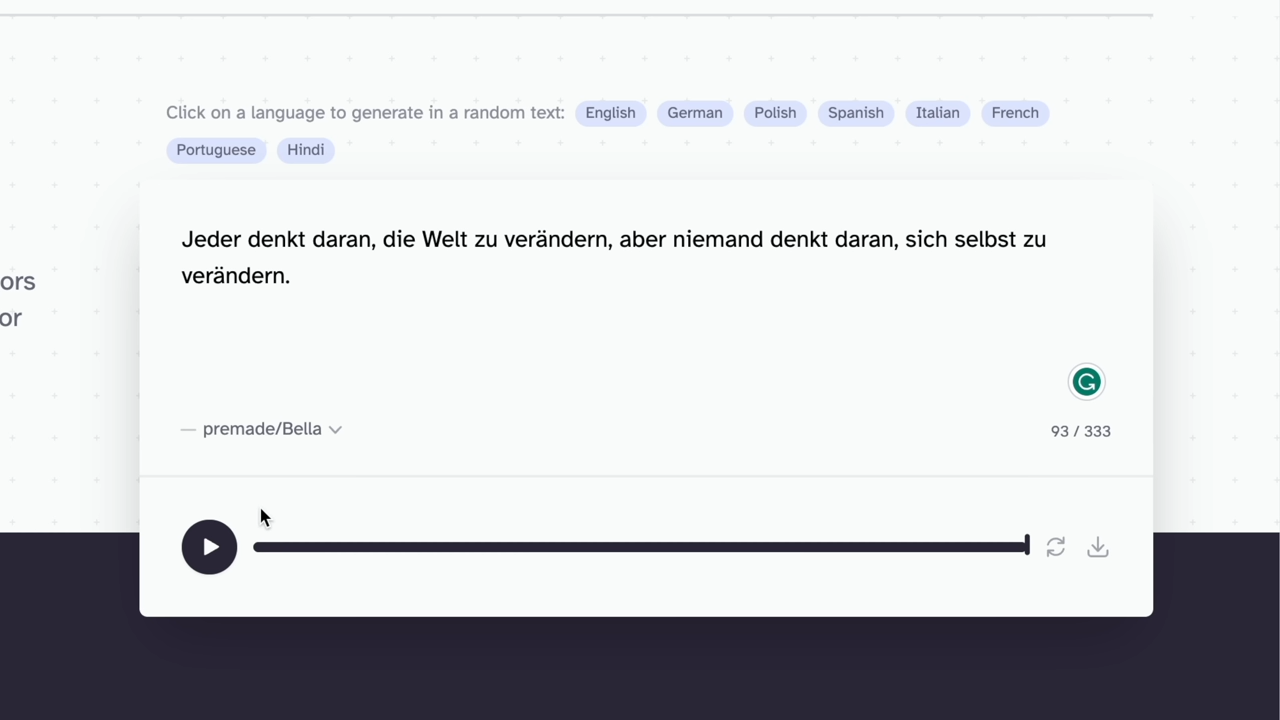 Click on a language to generate in a random text: English German Polish Spanish Italian French
Portuguese Hindi
Jeder denkt daran, die Welt zu verändern, aber niemand denkt daran, sich selbst zu
verändern.
ors
or
— premade/Bella
93 / 333